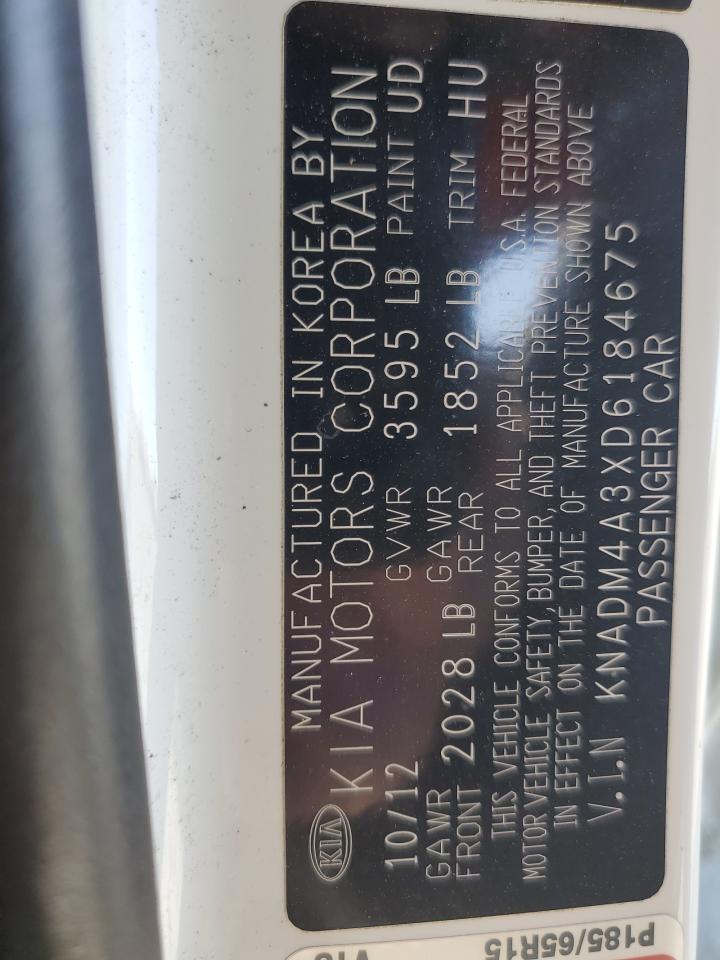 MANUFACTURED IN KOREA BY
KIA KIA MOTORS CORPORATION
10/12 GVWR 3595 LB PAINT UD
GAWR GAWR
FRONT 2028 LB REAR 1852 LB TRIM HU
THIS VEHICLE CONFORMS TO ALL APPLICABLE U.S.A. FEDERAL
MOTOR VEHICLE SAFETY, BUMPER, AND THEFT PREVENTION STANDARDS
IN EFFECT ON THE DATE OF MANUFACTURE SHOWN ABOVE
V.I.N KNADM4A3XD6184675
PASSENGER CAR
P185/65R15